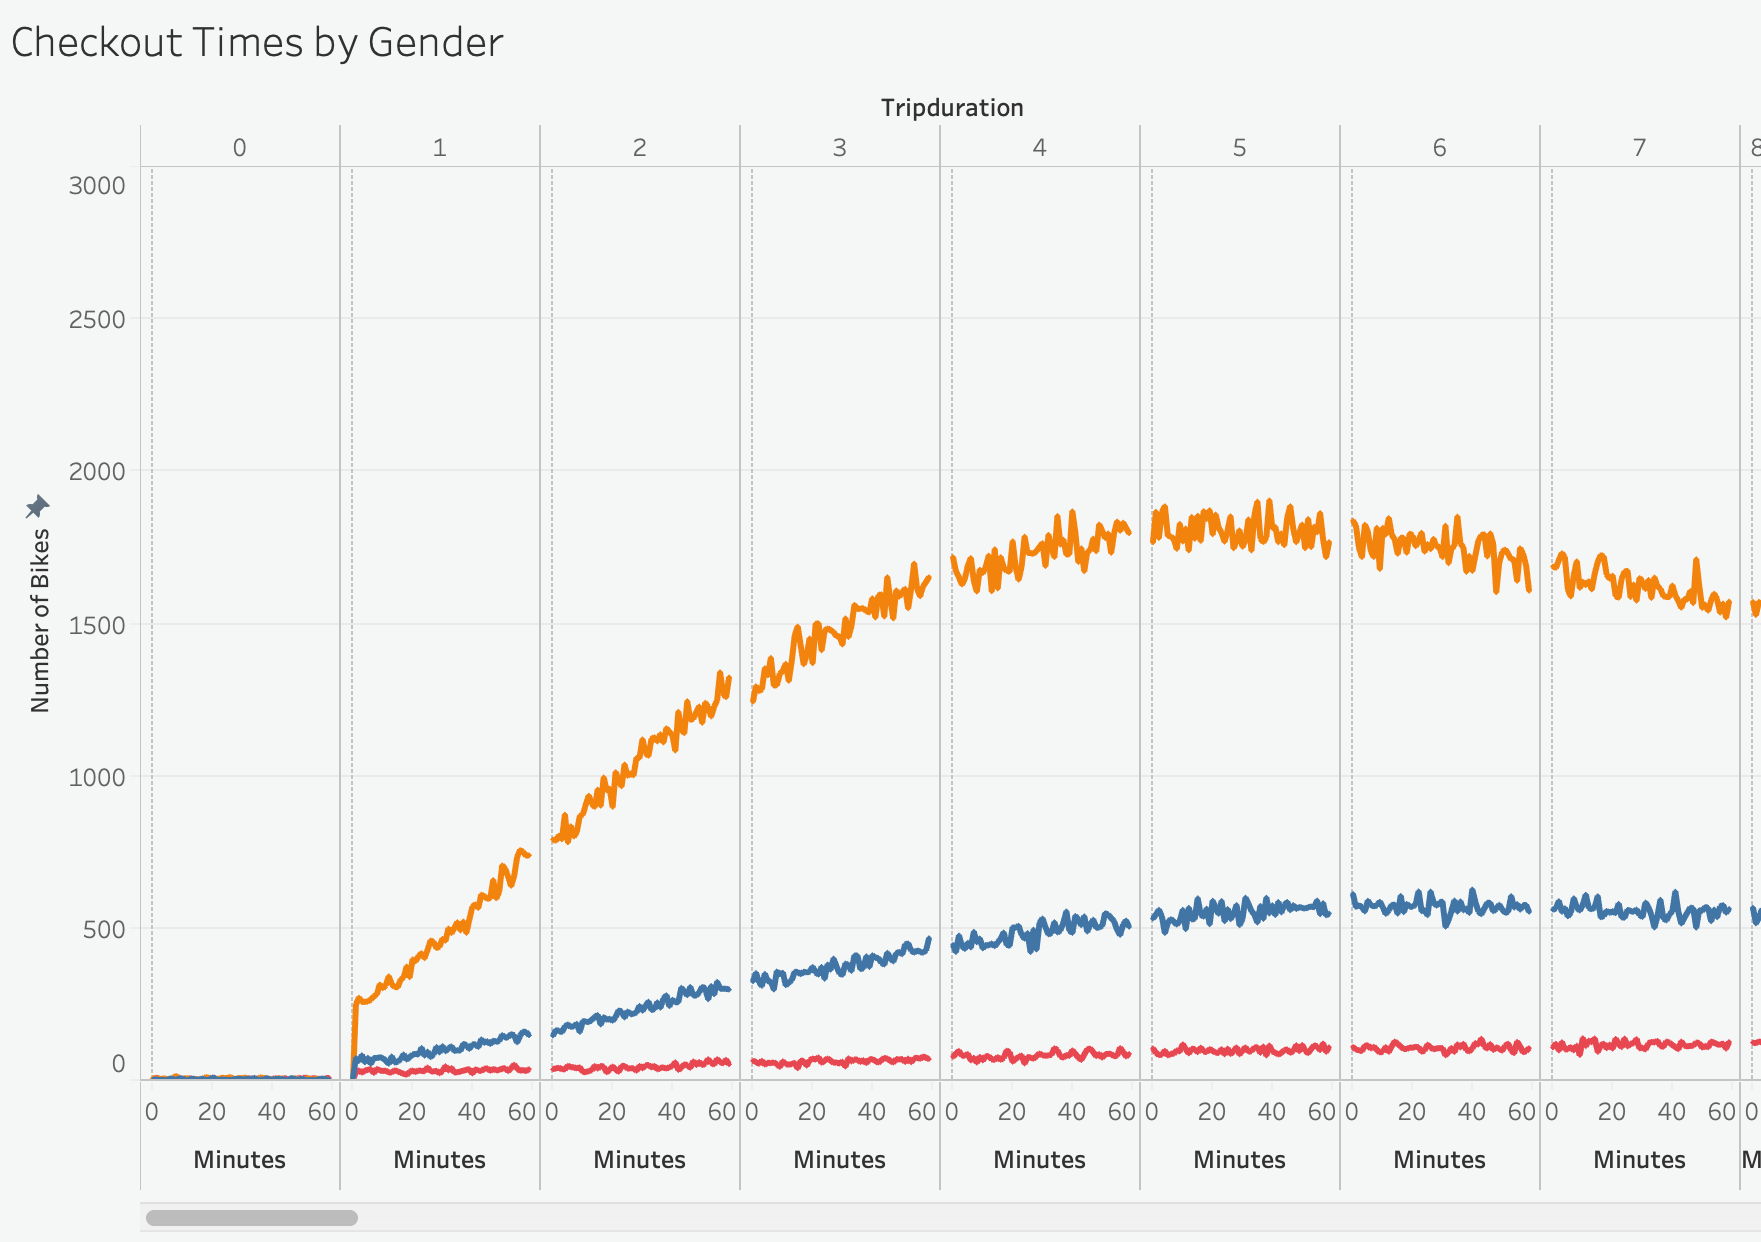 Checkout Times by Gender
Tripduration
0 1 2 3 4 5 6 7 8
3000
2500
2000
1500
1000
500
0
Number of Bikes
0 20 40 60 0 20 40 60 0 20 40 60 0 20 40 60 0 20 40 60 0 20 40 60 0 20 40 60 0 20 40 60 0
Minutes Minutes Minutes Minutes Minutes Minutes Minutes Minutes M